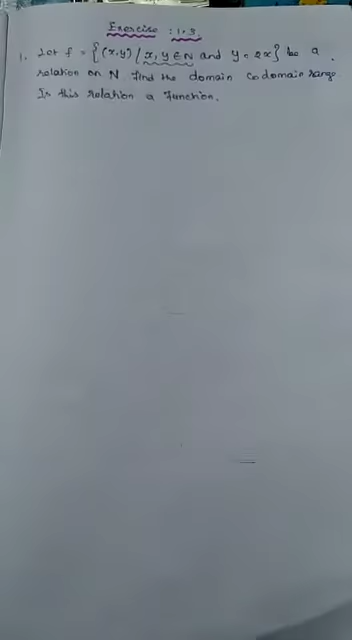 Exercise : 1.3
1. Let f = {(x,y) / x, y ∈ N and y = 2x} be a
relation on N find the domain codomain range.
Is this relation a function.